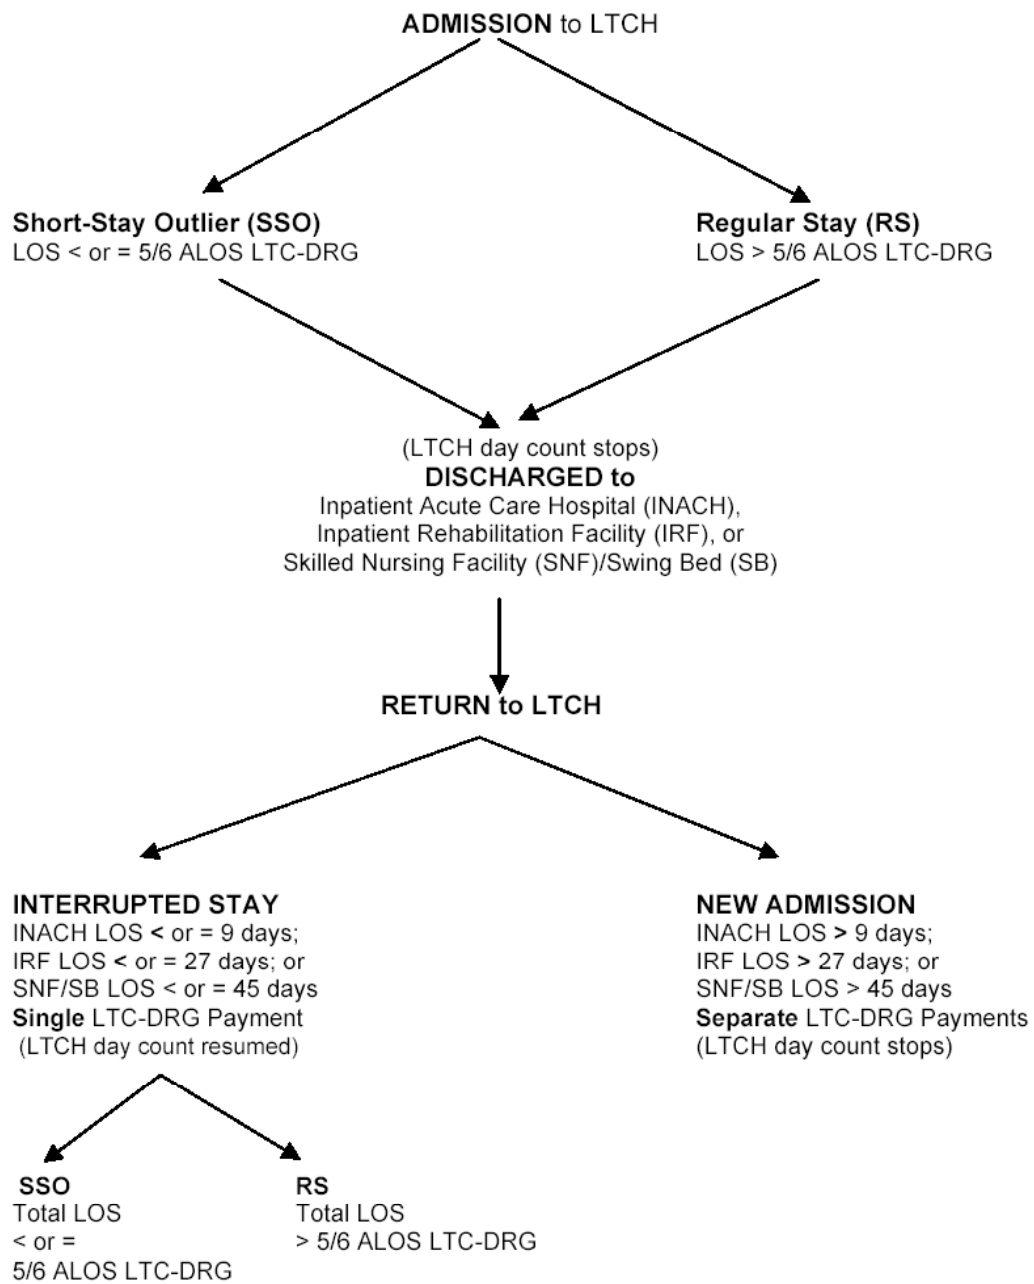 ADMISSION to LTCH
Short-Stay Outlier (SSO)
LOS < or = 5/6 ALOS LTC-DRG
Regular Stay (RS)
LOS > 5/6 ALOS LTC-DRG
(LTCH day count stops)
DISCHARGED to
Inpatient Acute Care Hospital (INACH),
Inpatient Rehabilitation Facility (IRF), or
Skilled Nursing Facility (SNF)/Swing Bed (SB)
RETURN to LTCH
INTERRUPTED STAY
INACH LOS < or = 9 days;
IRF LOS < or = 27 days; or
SNF/SB LOS < or = 45 days
Single LTC-DRG Payment
(LTCH day count resumed)
NEW ADMISSION
INACH LOS > 9 days;
IRF LOS > 27 days; or
SNF/SB LOS > 45 days
Separate LTC-DRG Payments
(LTCH day count stops)
SSO
Total LOS
< or =
5/6 ALOS LTC-DRG
RS
Total LOS
> 5/6 ALOS LTC-DRG